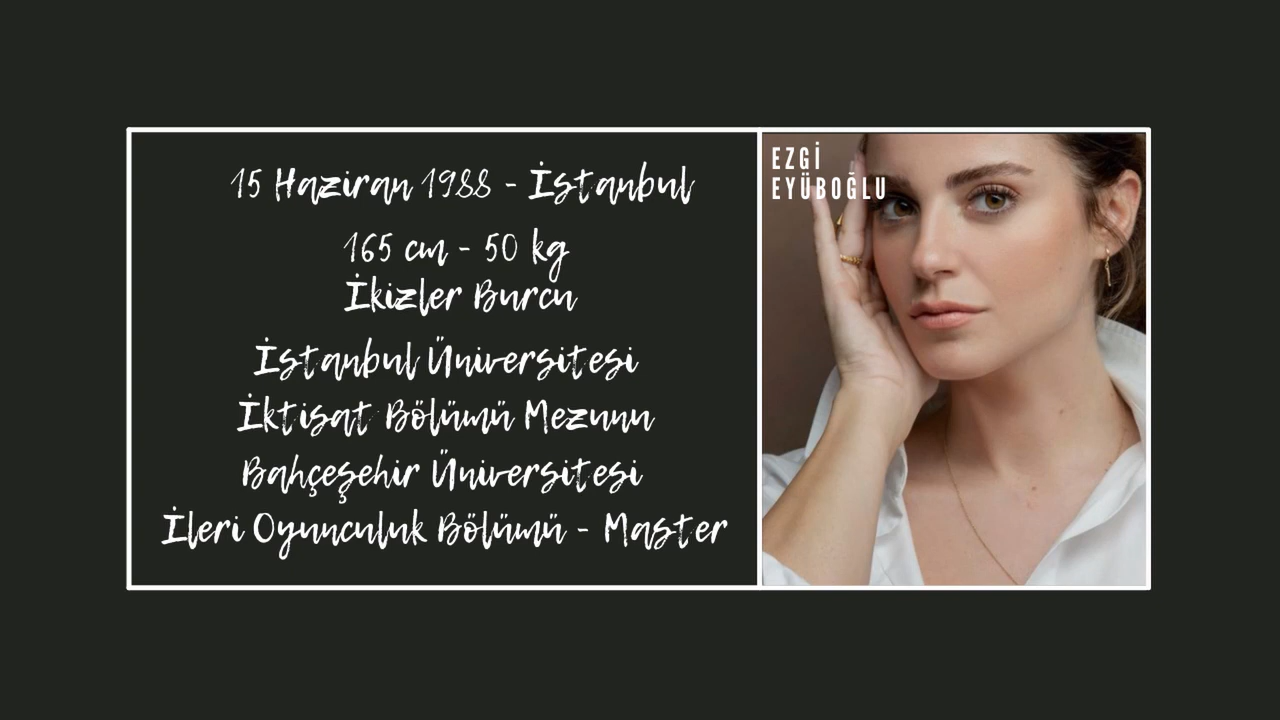 15 Haziran 1988 - İstanbul
165 cm - 50 kg
İkizler Burcu
İstanbul Üniversitesi
İktisat Bölümü Mezunu
Bahçeşehir Üniversitesi
İleri Oyunculuk Bölümü - Master
EZGİ
EYÜBOĞLU